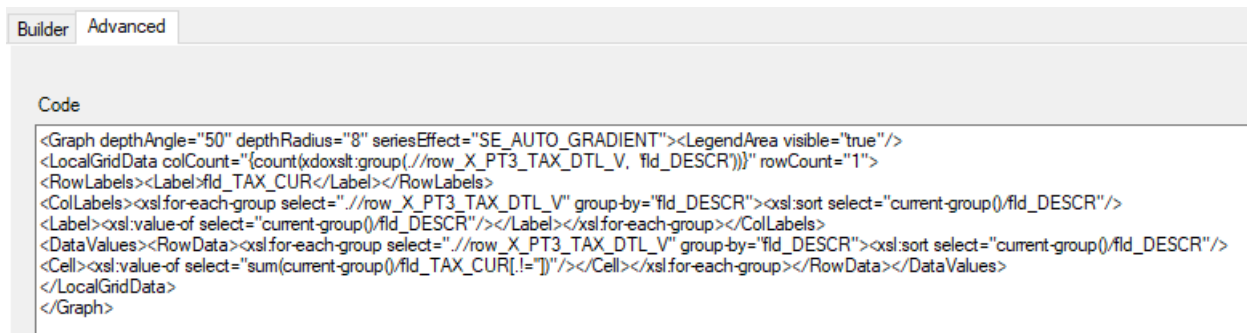 Builder Advanced
Code
<Graph depthAngle="50" depthRadius="8" seriesEffect="SE_AUTO_GRADIENT"><LegendArea visible="true"/>
<LocalGridData colCount="{count(xdoxslt:group(.//row_X_PT3_TAX_DTL_V, 'fld_DESCR'))}" rowCount="1">
<RowLabels><Label>fld_TAX_CUR</Label></RowLabels>
<ColLabels><xsl:for-each-group select=".//row_X_PT3_TAX_DTL_V" group-by="fld_DESCR"><xsl:sort select="current-group()/fld_DESCR"/>
<Label><xsl:value-of select="current-group()/fld_DESCR"/></Label></xsl:for-each-group></ColLabels>
<DataValues><RowData><xsl:for-each-group select=".//row_X_PT3_TAX_DTL_V" group-by="fld_DESCR"><xsl:sort select="current-group()/fld_DESCR"/>
<Cell><xsl:value-of select="sum(current-group()/fld_TAX_CUR[.!=''])"/></Cell></xsl:for-each-group></RowData></DataValues>
</LocalGridData>
</Graph>